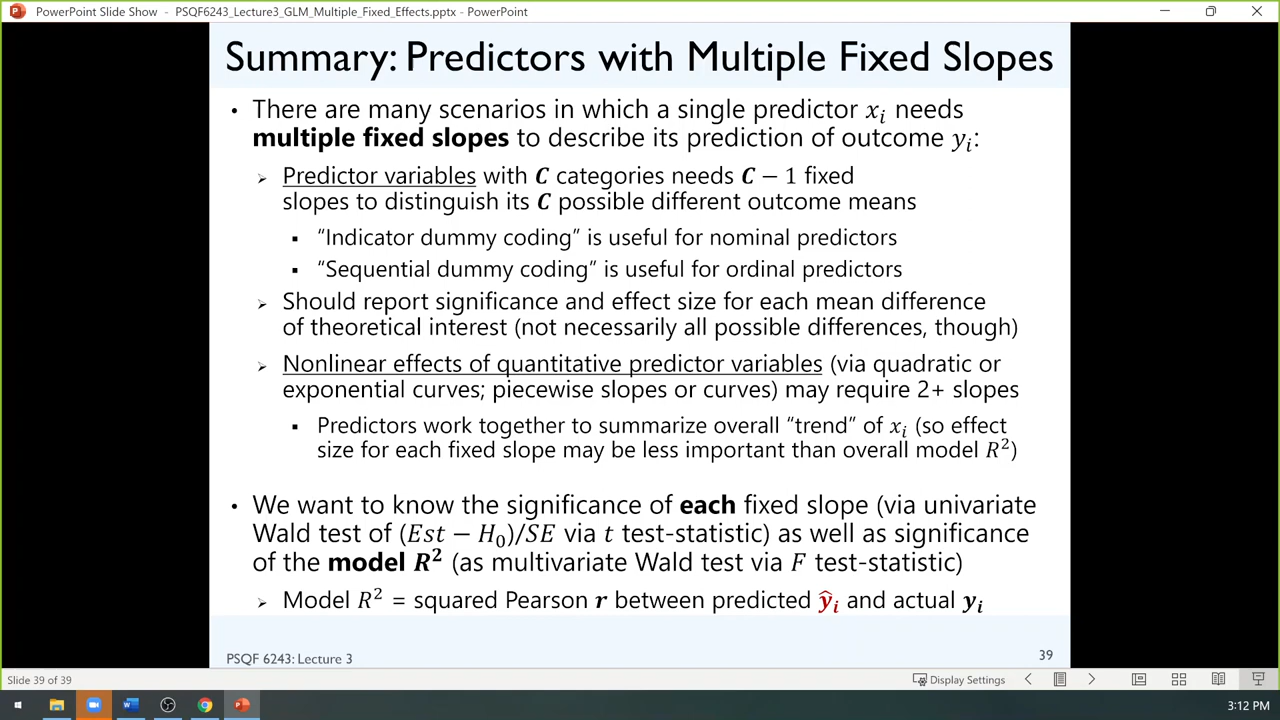 PowerPoint Slide Show - PSQF6243_Lecture3_GLM_Multiple_Fixed_Effects.pptx - PowerPoint
Summary: Predictors with Multiple Fixed Slopes
• There are many scenarios in which a single predictor xᵢ needs
multiple fixed slopes to describe its prediction of outcome yᵢ:
➢ Predictor variables with C categories needs C − 1 fixed
slopes to distinguish its C possible different outcome means
▪ “Indicator dummy coding” is useful for nominal predictors
▪ “Sequential dummy coding” is useful for ordinal predictors
➢ Should report significance and effect size for each mean difference
of theoretical interest (not necessarily all possible differences, though)
➢ Nonlinear effects of quantitative predictor variables (via quadratic or
exponential curves; piecewise slopes or curves) may require 2+ slopes
▪ Predictors work together to summarize overall “trend” of xᵢ (so effect
size for each fixed slope may be less important than overall model R²)
• We want to know the significance of each fixed slope (via univariate
Wald test of (Est − H₀)/SE via t test-statistic) as well as significance
of the model R² (as multivariate Wald test via F test-statistic)
➢ Model R² = squared Pearson r between predicted ŷᵢ and actual yᵢ
PSQF 6243: Lecture 3
39
Slide 39 of 39
Display Settings
3:12 PM